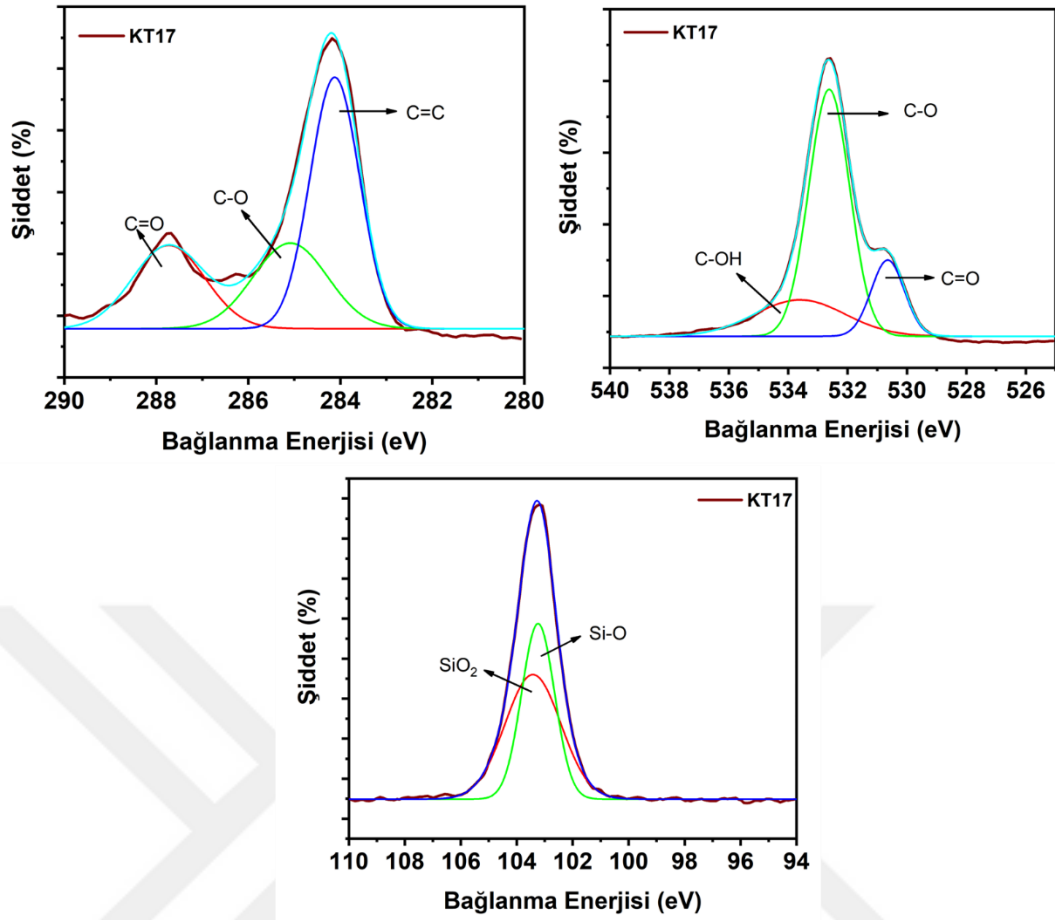 KT17
C=C
C-O
C=O
Şiddet (%)
290 288 286 284 282 280
Bağlanma Enerjisi (eV)
KT17
C-O
C-OH
C=O
Şiddet (%)
540 538 536 534 532 530 528 526
Bağlanma Enerjisi (eV)
KT17
Si-O
SiO₂
Şiddet (%)
110 108 106 104 102 100 98 96 94
Bağlanma Enerjisi (eV)